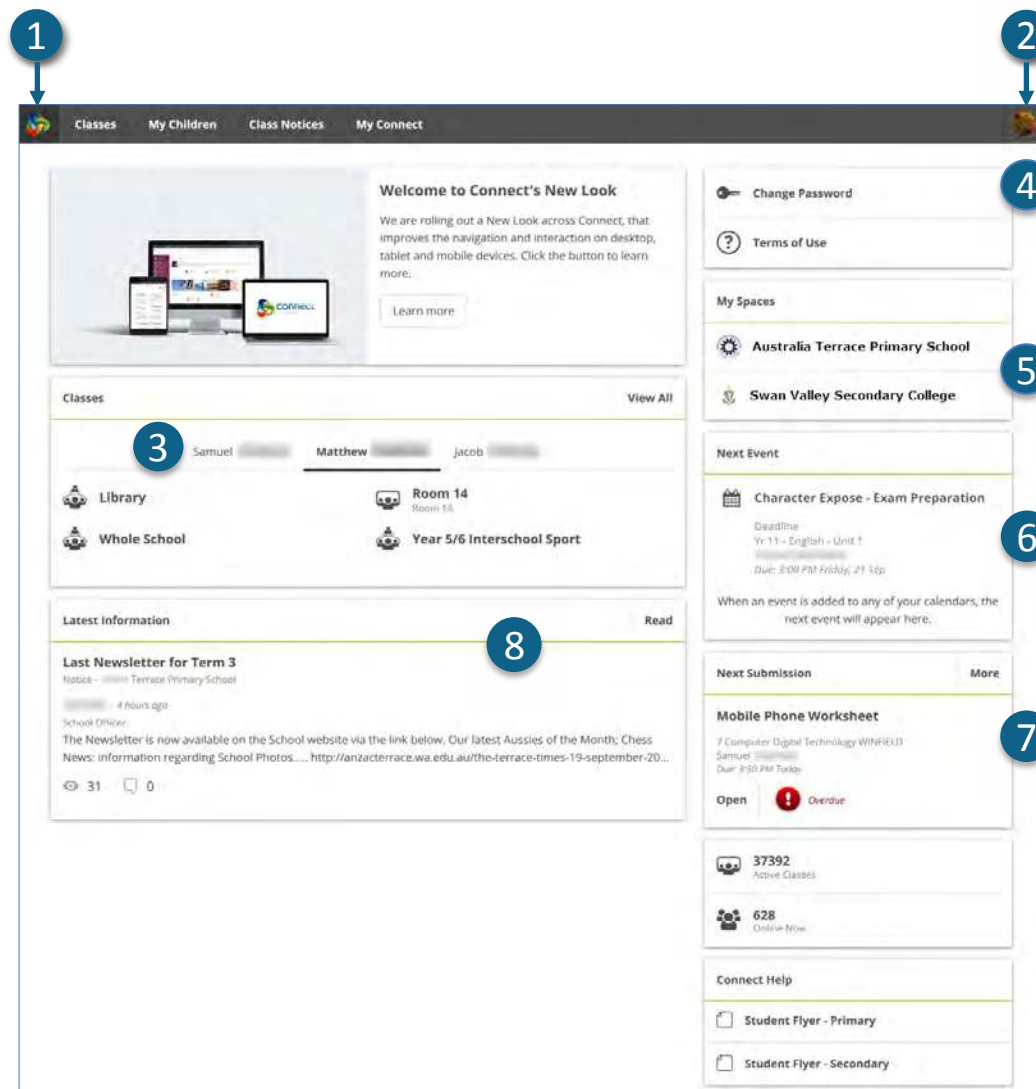 1
2
Classes My Children Class Notices My Connect
Welcome to Connect's New Look
We are rolling out a New Look across Connect, that
improves the navigation and interaction on desktop,
tablet and mobile devices. Click the button to learn
more.
Learn more
connect
Classes View All
3
Samuel Matthew Jacob
Library
Room 14
Room 14
Whole School
Year 5/6 Interschool Sport
Latest Information Read
8
Last Newsletter for Term 3
Notice - Terrace Primary School
- 4 hours ago
School Officer
The Newsletter is now available on the School website via the link below. Our latest Aussies of the Month; Chess
News: information regarding School Photos..... http://anzacterrace.wa.edu.au/the-terrace-times-19-september-20...
31 0
4
Change Password
Terms of Use
My Spaces
Australia Terrace Primary School
5
Swan Valley Secondary College
Next Event
Character Expose - Exam Preparation
Deadline
Yr 11 - English - Unit 1
6
Due: 3:00 PM Friday, 21 Sep
When an event is added to any of your calendars, the
next event will appear here.
Next Submission More
Mobile Phone Worksheet
7
7 Computer Digital Technology WINFIELD
Samuel
Due: 3:30 PM Today
Open Overdue
37392
Active Classes
628
Online Now
Connect Help
Student Flyer - Primary
Student Flyer - Secondary